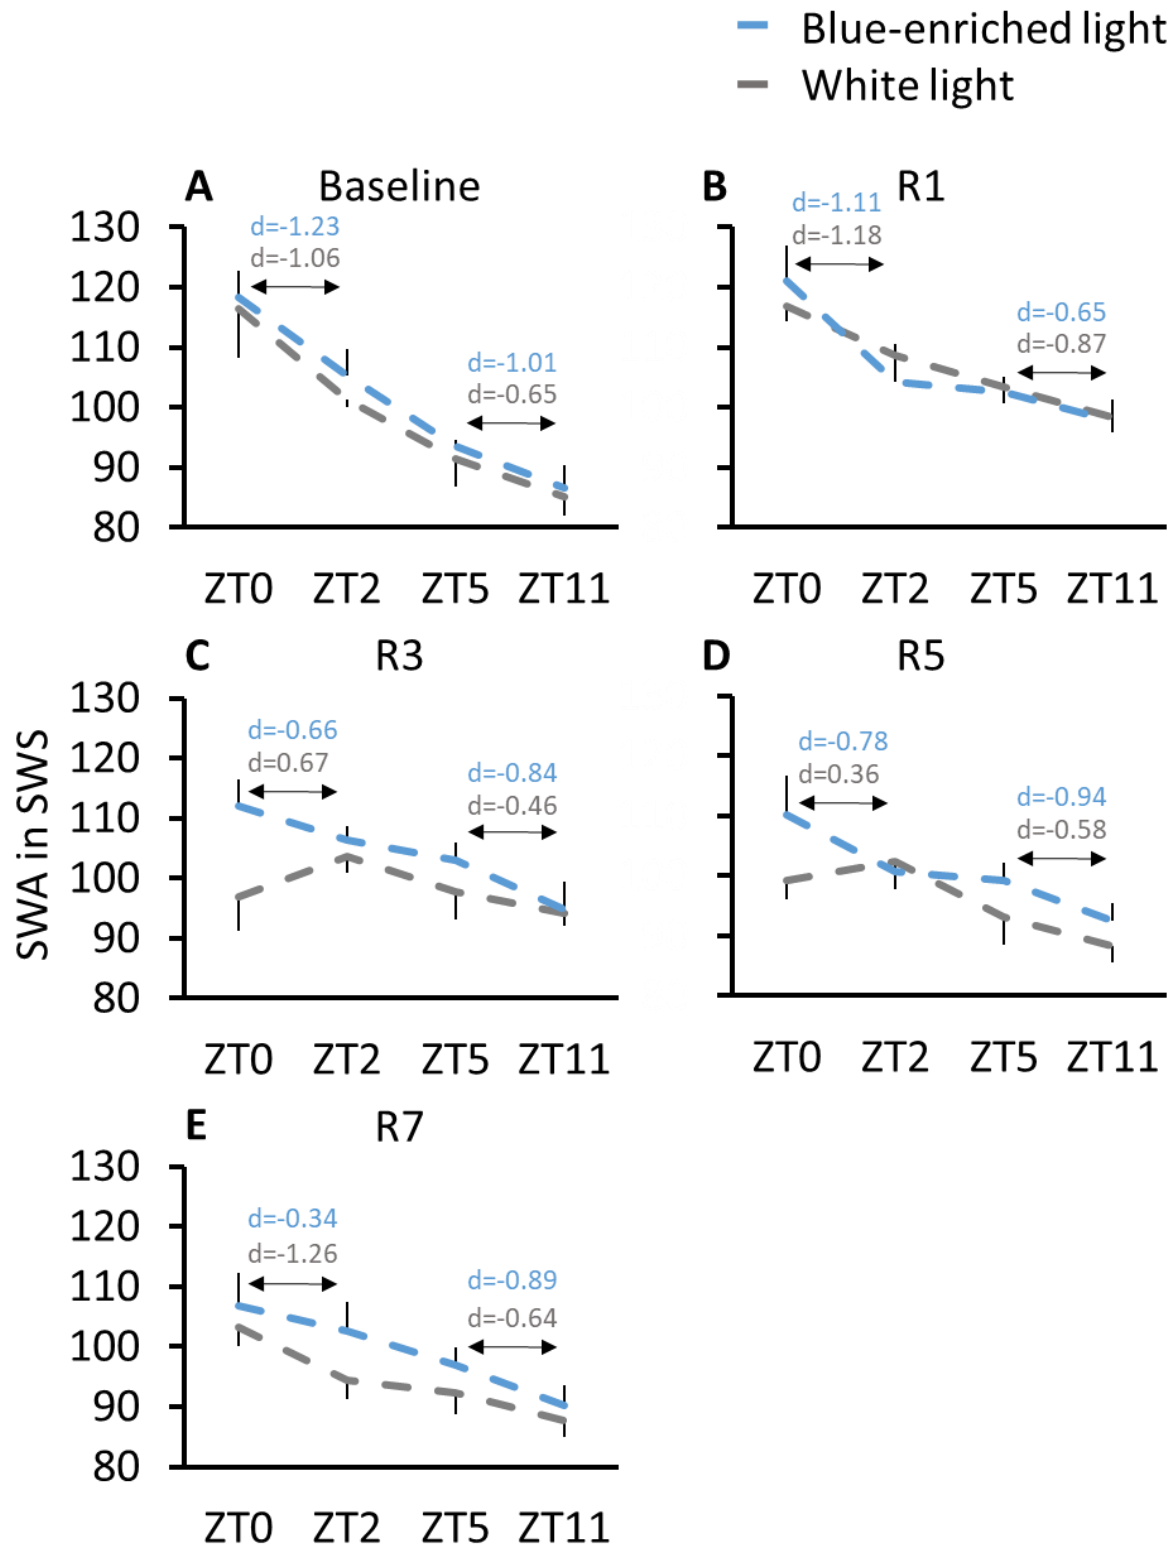 Blue-enriched light
White light
A Baseline
d=-1.23
d=-1.06
d=-1.01
d=-0.65
130
120
110
100
90
80
ZT0 ZT2 ZT5 ZT11
B R1
d=-1.11
d=-1.18
d=-0.65
d=-0.87
ZT0 ZT2 ZT5 ZT11
SWA in SWS
C R3
d=-0.66
d=0.67
d=-0.84
d=-0.46
130
120
110
100
90
80
ZT0 ZT2 ZT5 ZT11
D R5
d=-0.78
d=0.36
d=-0.94
d=-0.58
ZT0 ZT2 ZT5 ZT11
E R7
d=-0.34
d=-1.26
d=-0.89
d=-0.64
130
120
110
100
90
80
ZT0 ZT2 ZT5 ZT11